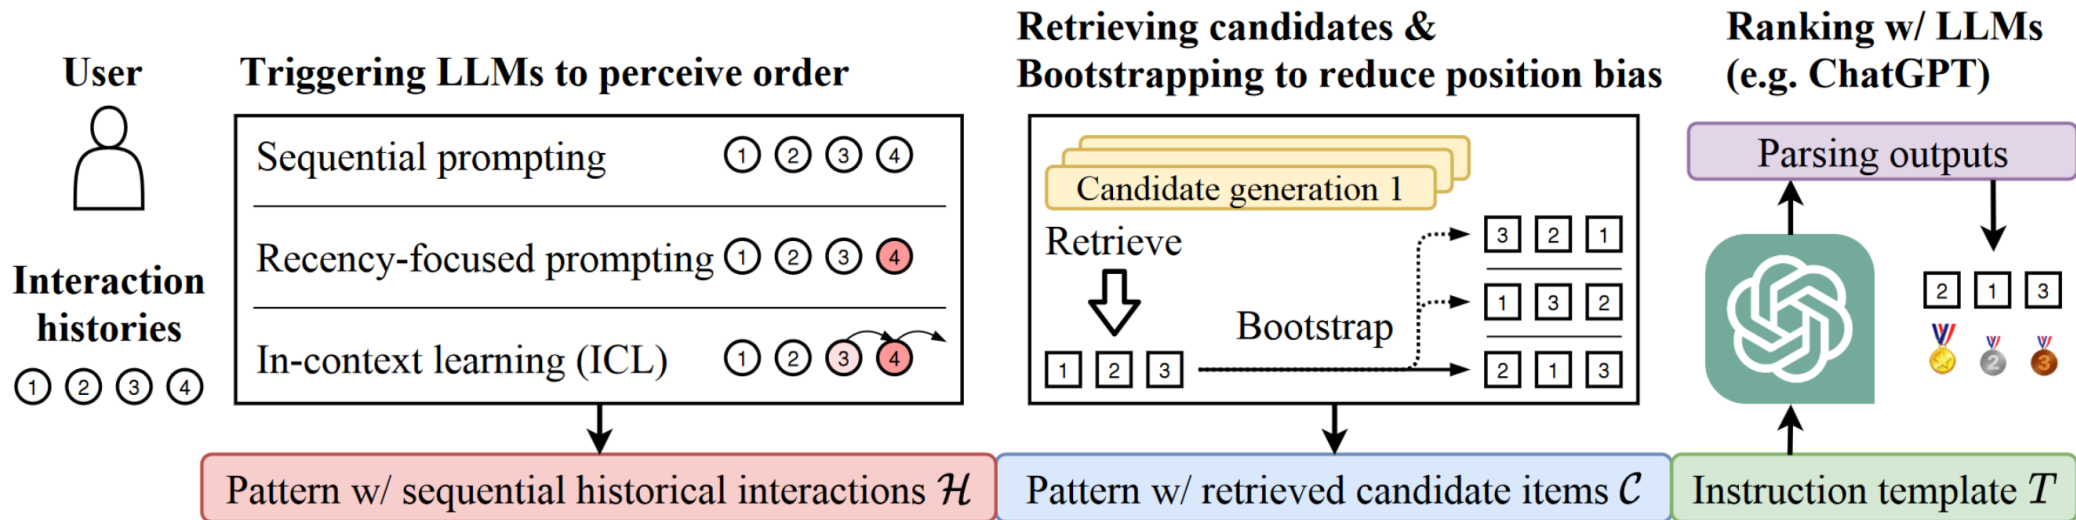 User
Interaction
histories
1 2 3 4
Triggering LLMs to perceive order
Sequential prompting 1 2 3 4
Recency-focused prompting 1 2 3 4
In-context learning (ICL) 1 2 3 4
Pattern w/ sequential historical interactions ℋ
Retrieving candidates &
Bootstrapping to reduce position bias
Candidate generation 1
Retrieve
1 2 3
Bootstrap
3 2 1
1 3 2
2 1 3
Pattern w/ retrieved candidate items 𝒞
Ranking w/ LLMs
(e.g. ChatGPT)
Parsing outputs
2 1 3
2 3
Instruction template T